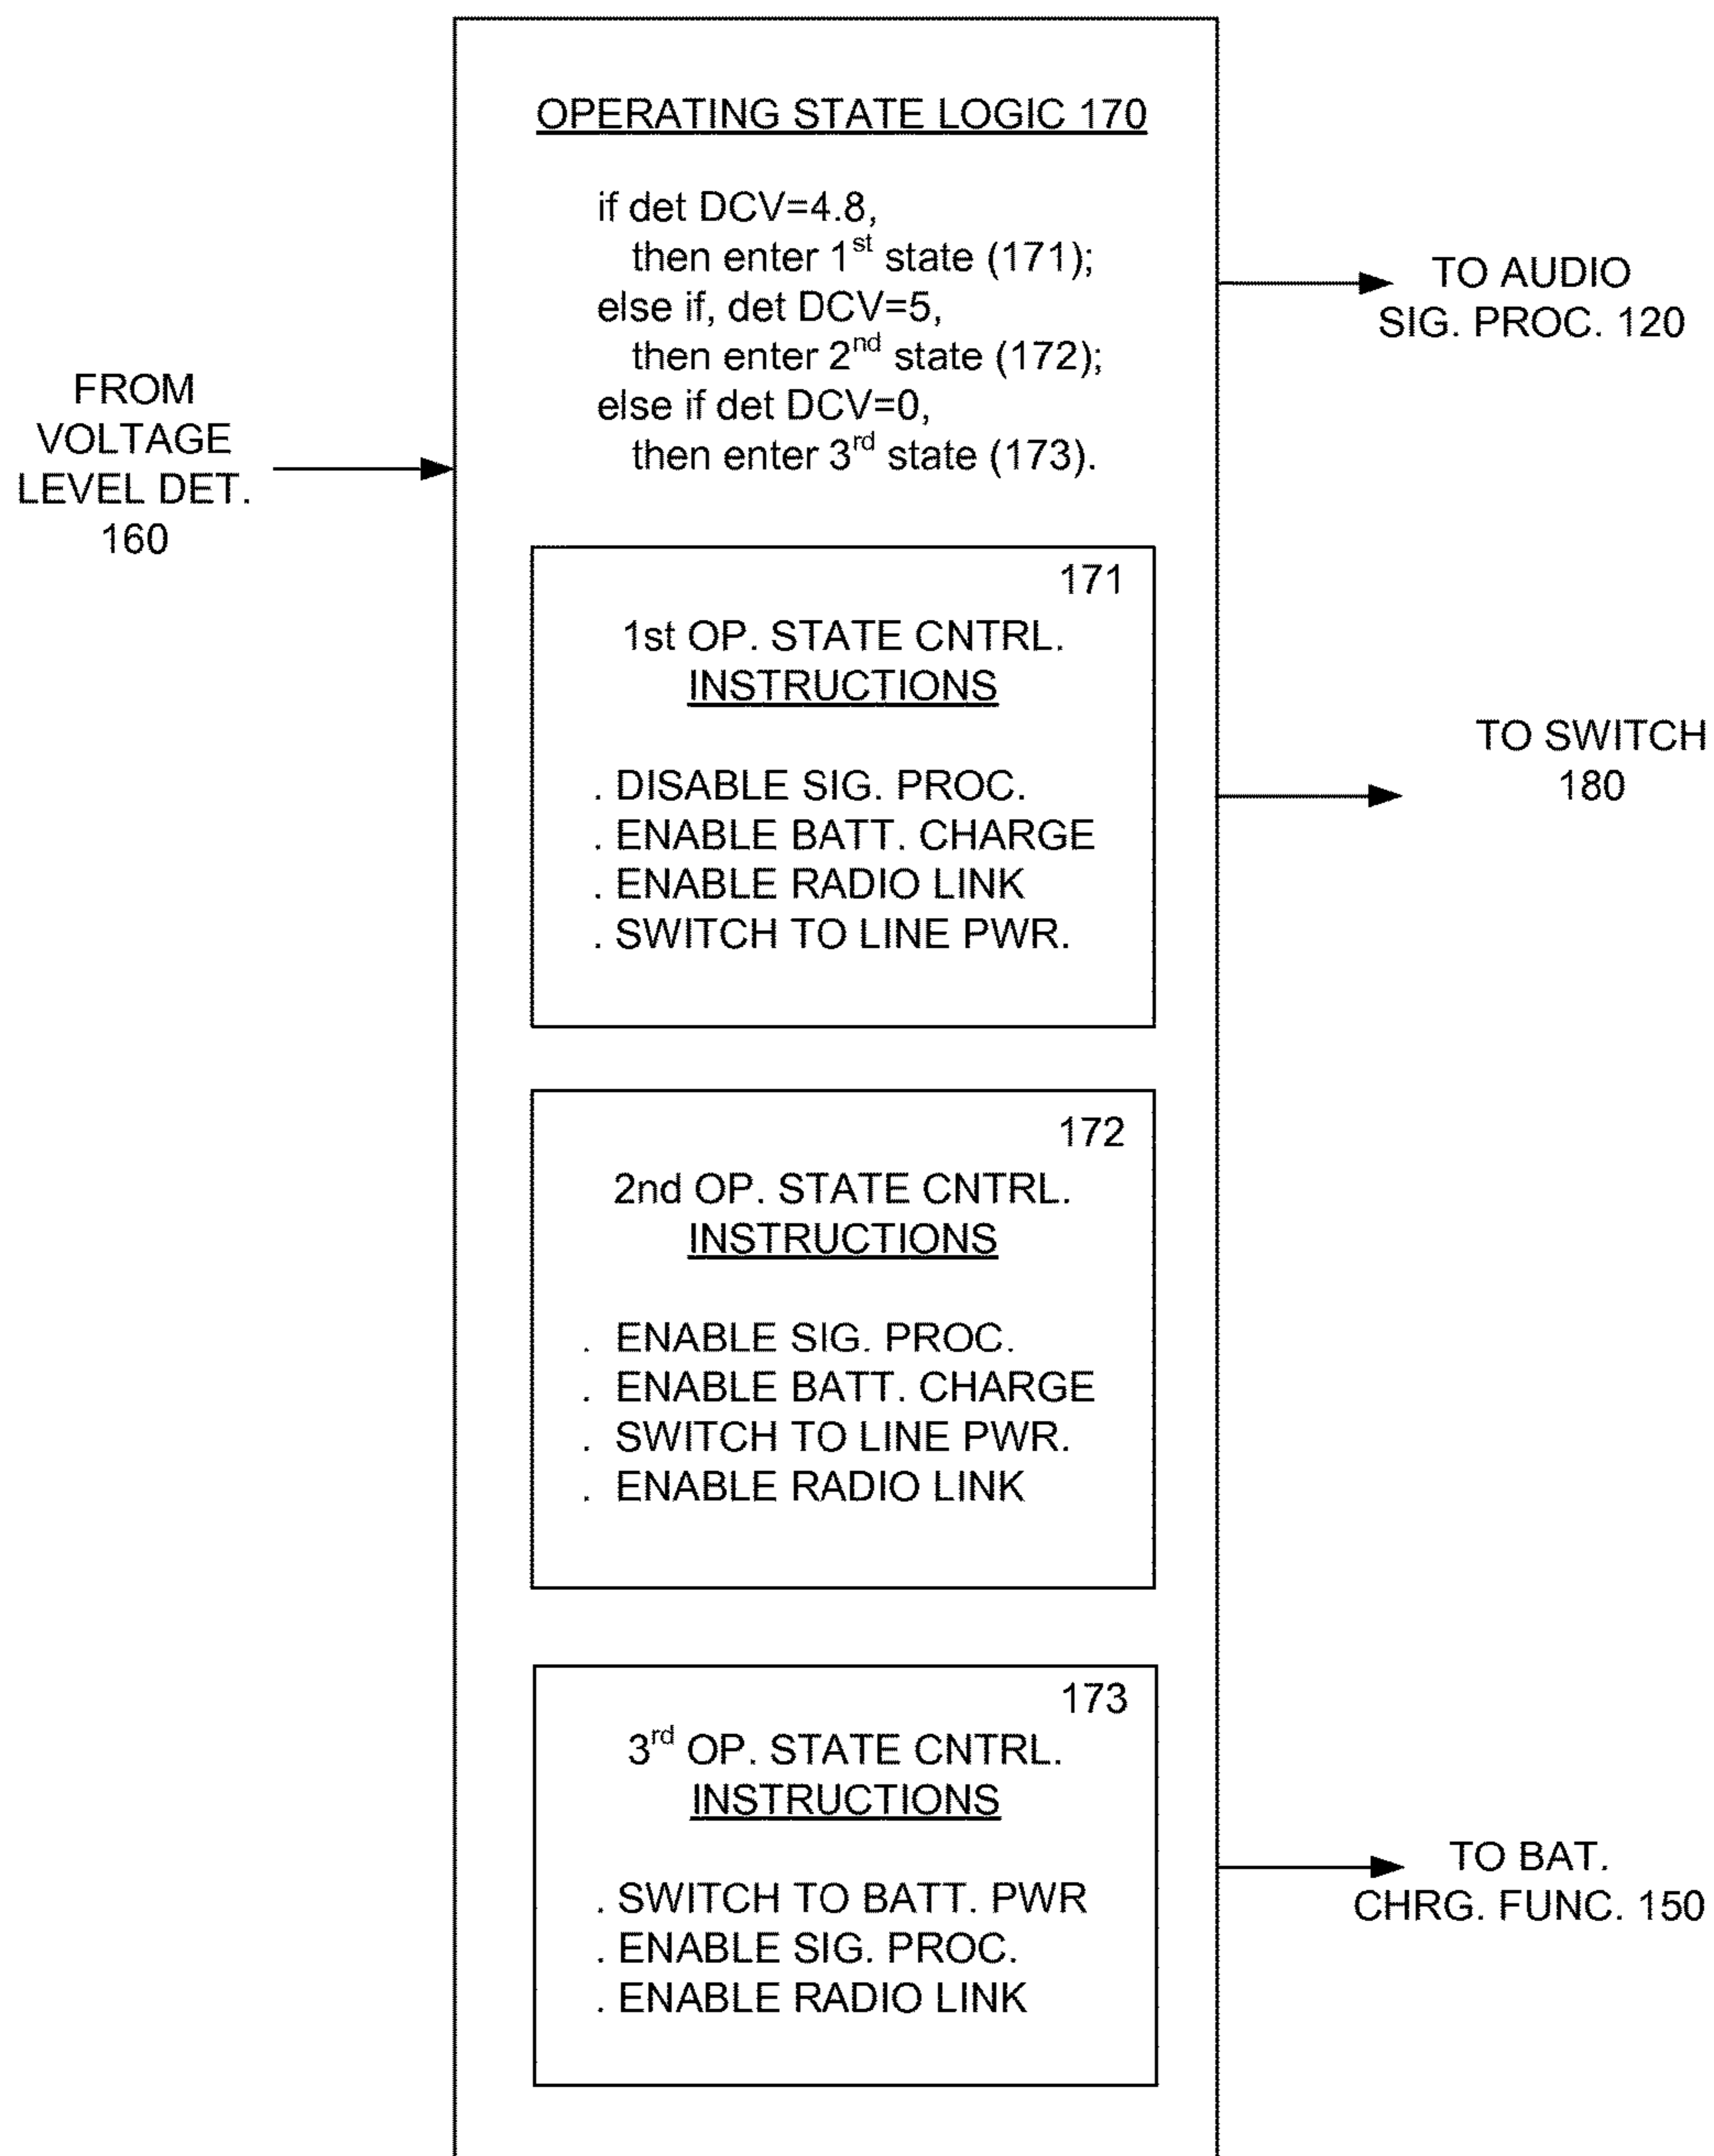 OPERATING STATE LOGIC 170
if det DCV=4.8,
then enter 1st state (171);
else if, det DCV=5,
then enter 2nd state (172);
else if det DCV=0,
then enter 3rd state (173).
FROM
VOLTAGE
LEVEL DET.
160
TO AUDIO
SIG. PROC. 120
171
1st OP. STATE CNTRL.
INSTRUCTIONS
. DISABLE SIG. PROC.
. ENABLE BATT. CHARGE
. ENABLE RADIO LINK
. SWITCH TO LINE PWR.
TO SWITCH
180
172
2nd OP. STATE CNTRL.
INSTRUCTIONS
. ENABLE SIG. PROC.
. ENABLE BATT. CHARGE
. SWITCH TO LINE PWR.
. ENABLE RADIO LINK
173
3rd OP. STATE CNTRL.
INSTRUCTIONS
. SWITCH TO BATT. PWR
. ENABLE SIG. PROC.
. ENABLE RADIO LINK
TO BAT.
CHRG. FUNC. 150